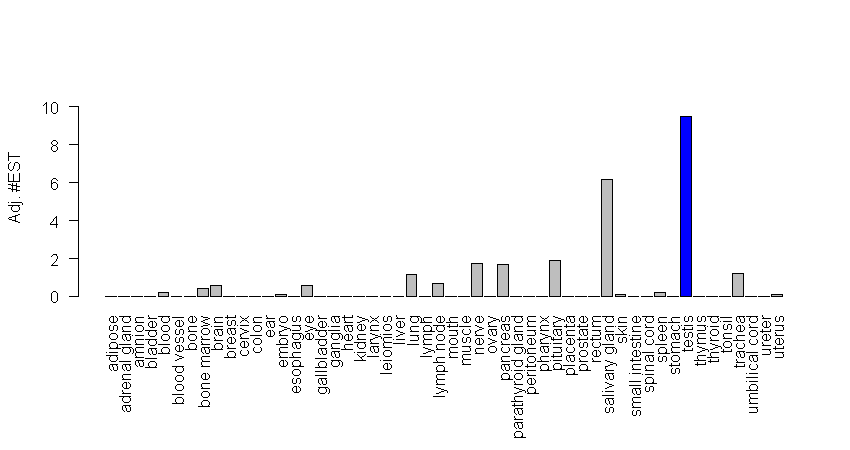 Adj. #EST
10
8
6
4
2
0
adipose
adrenal gland
amnion
bladder
blood
blood vessel
bone
bone marrow
brain
breast
cervix
colon
ear
embryo
esophagus
eye
gallbladder
ganglia
heart
kidney
larynx
leiomios
liver
lung
lymph
lymph node
mouth
muscle
nerve
ovary
pancreas
parathyroid gland
peritoneum
pharynx
pituitary
placenta
prostate
rectum
salivary gland
skin
small intestine
spinal cord
spleen
stomach
testis
thymus
thyroid
tonsil
trachea
umbilical cord
ureter
uterus